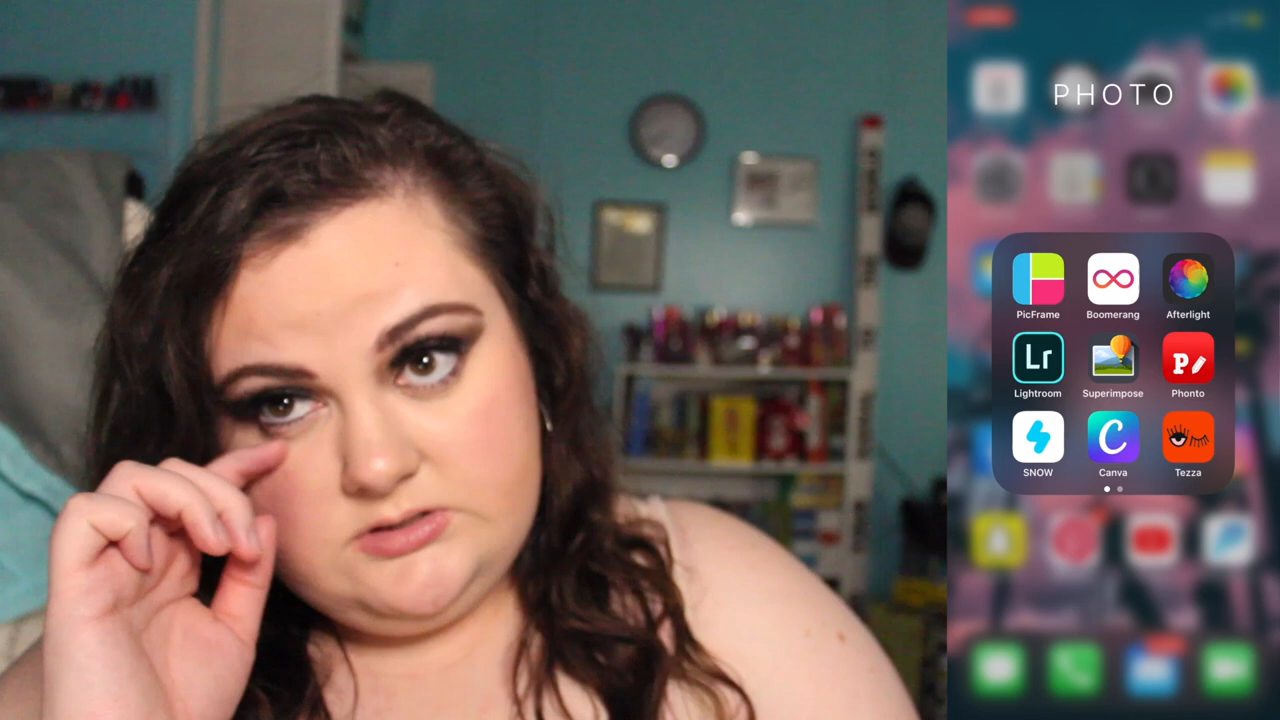 PHOTO
PicFrame Boomerang Afterlight
Lr
Lightroom Superimpose Phonto
P
C
SNOW Canva Tezza